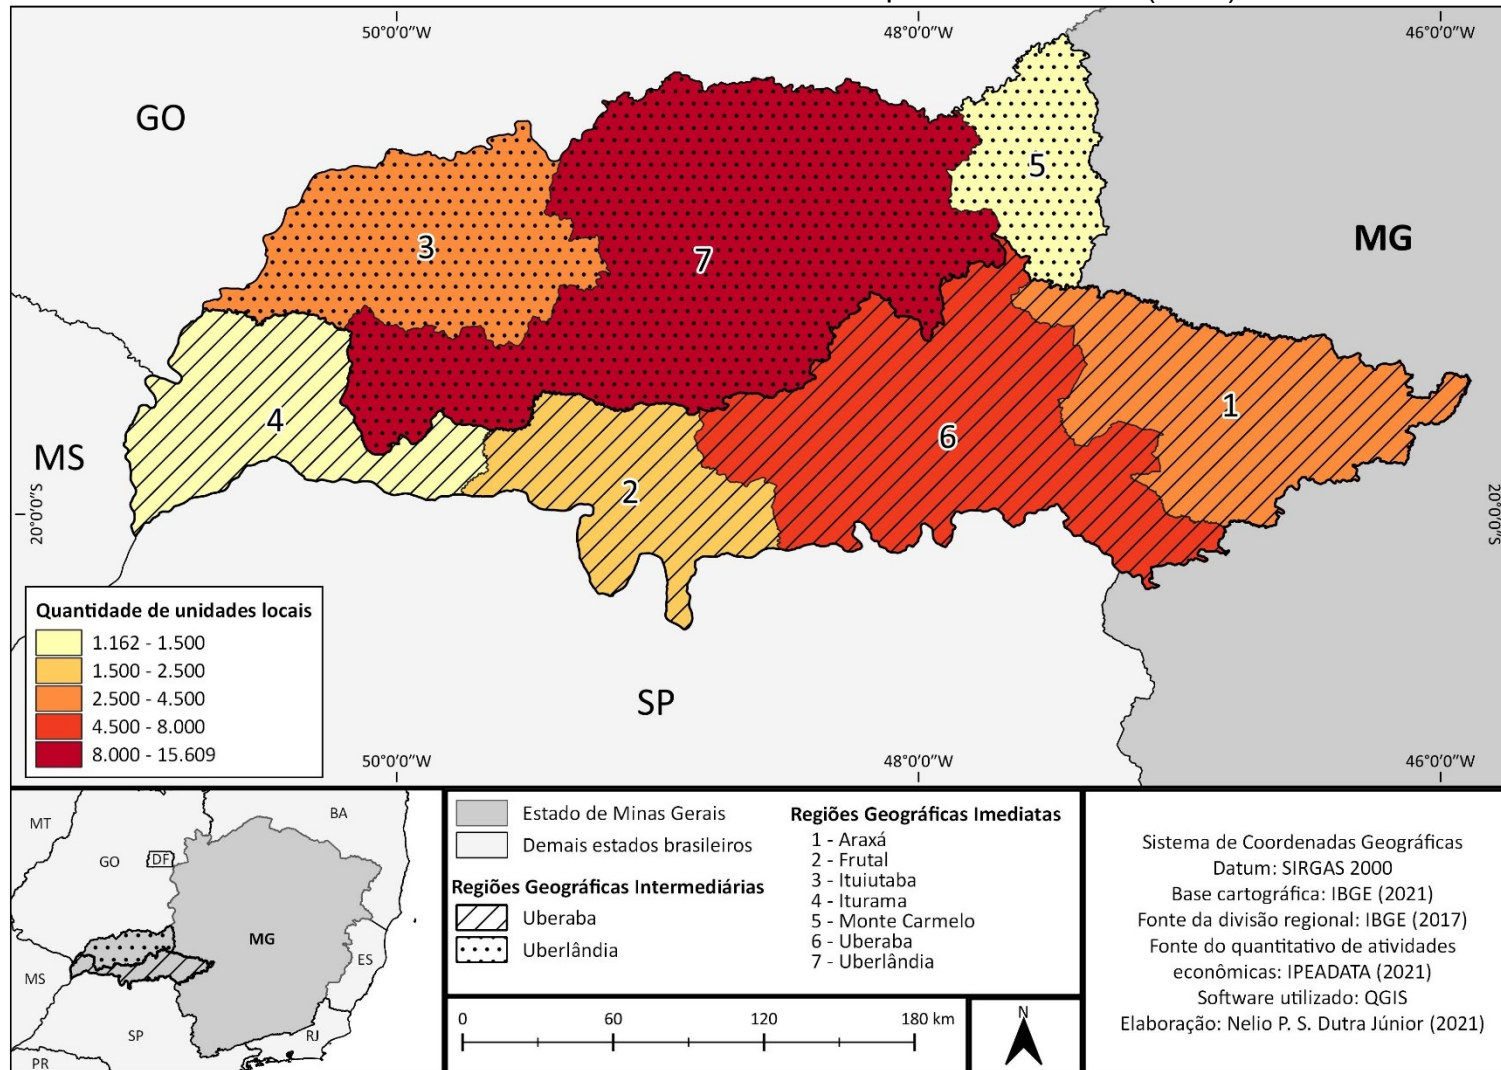 50°0'0"W
48°0'0"W
46°0'0"W
GO
5
MG
3
7
4
1
6
MS
2
20°0'0"S
20°0'0"S
Quantidade de unidades locais
1.162 - 1.500
1.500 - 2.500
2.500 - 4.500
4.500 - 8.000
8.000 - 15.609
SP
50°0'0"W
48°0'0"W
46°0'0"W
MT
BA
GO
DF
MG
MS
ES
SP
RJ
PR
Estado de Minas Gerais
Demais estados brasileiros
Regiões Geográficas Intermediárias
Uberaba
Uberlândia
Regiões Geográficas Imediatas
1 - Araxá
2 - Frutal
3 - Ituiutaba
4 - Iturama
5 - Monte Carmelo
6 - Uberaba
7 - Uberlândia
0 60 120 180 km
N
Sistema de Coordenadas Geográficas
Datum: SIRGAS 2000
Base cartográfica: IBGE (2021)
Fonte da divisão regional: IBGE (2017)
Fonte do quantitativo de atividades
econômicas: IPEADATA (2021)
Software utilizado: QGIS
Elaboração: Nelio P. S. Dutra Júnior (2021)